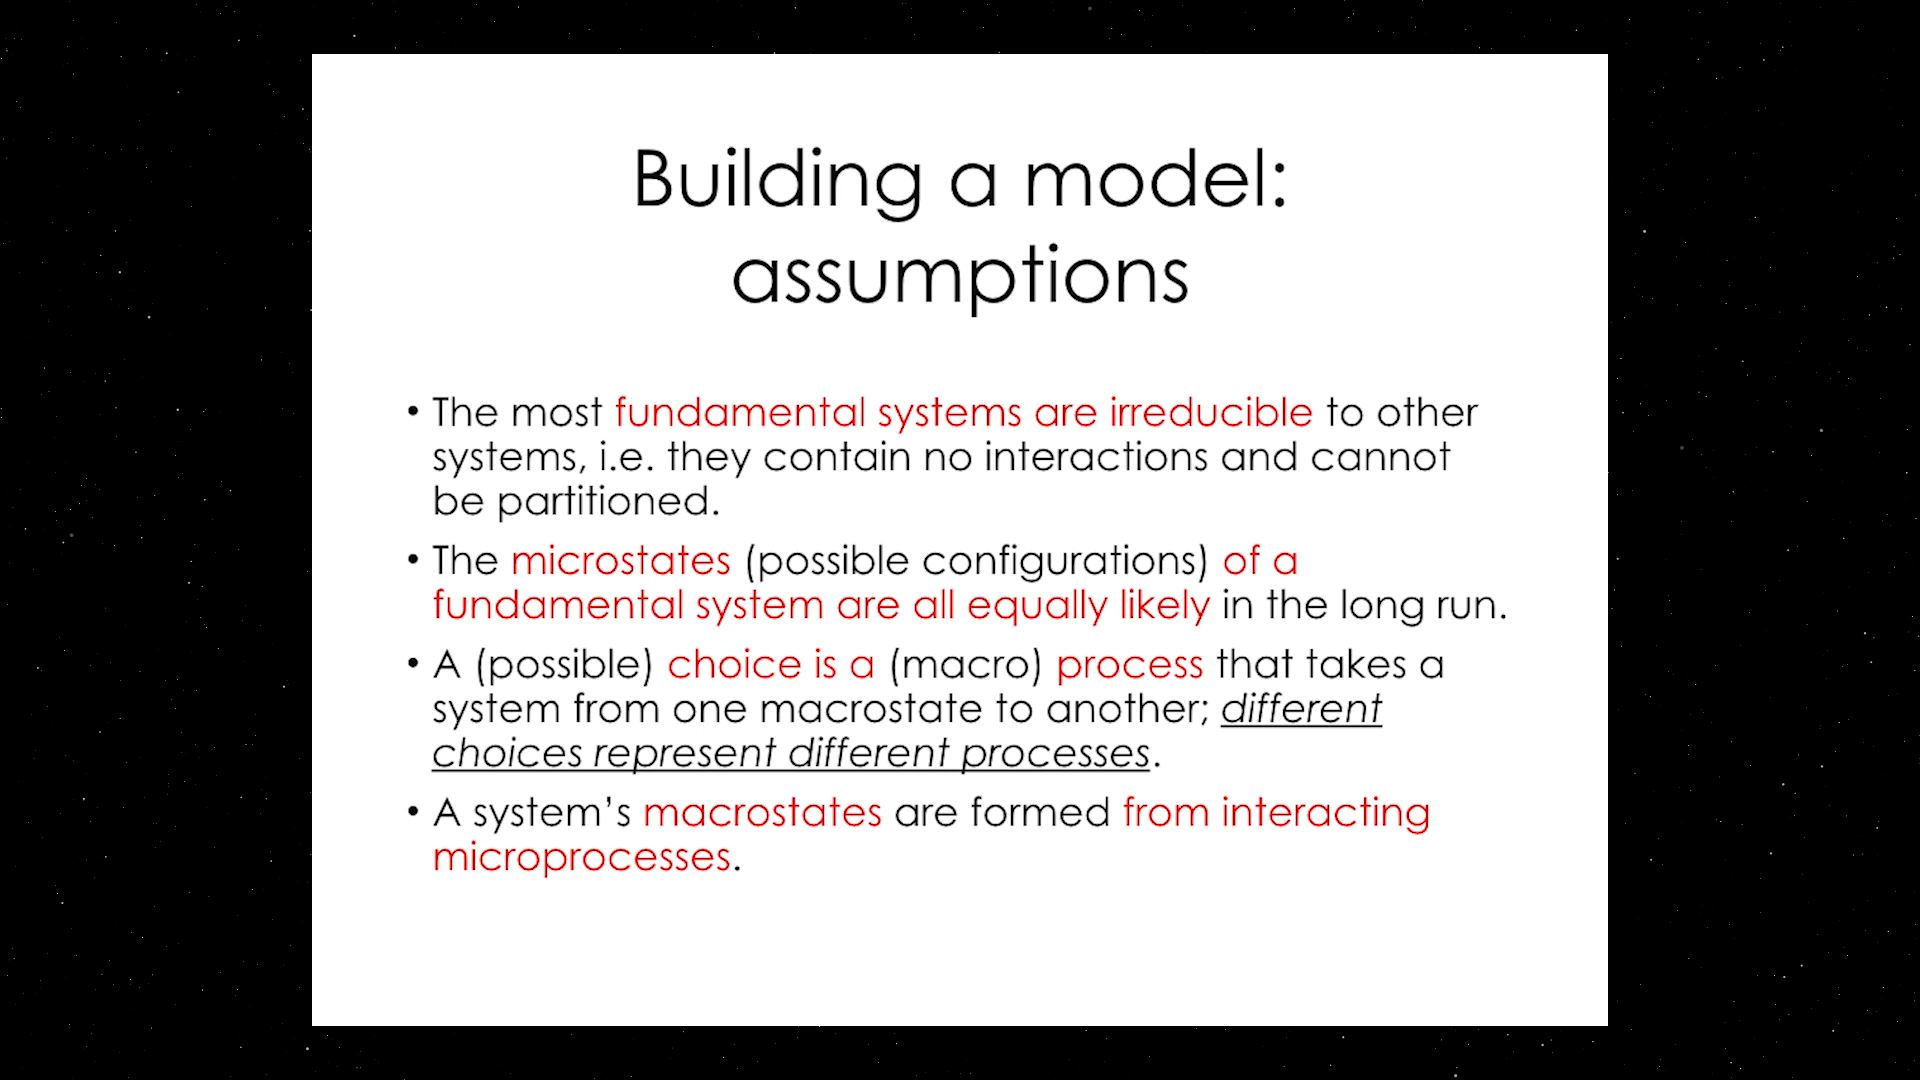 Building a model:
assumptions
• The most fundamental systems are irreducible to other
systems, i.e. they contain no interactions and cannot
be partitioned.
• The microstates (possible configurations) of a
fundamental system are all equally likely in the long run.
• A (possible) choice is a (macro) process that takes a
system from one macrostate to another; different
choices represent different processes.
• A system’s macrostates are formed from interacting
microprocesses.